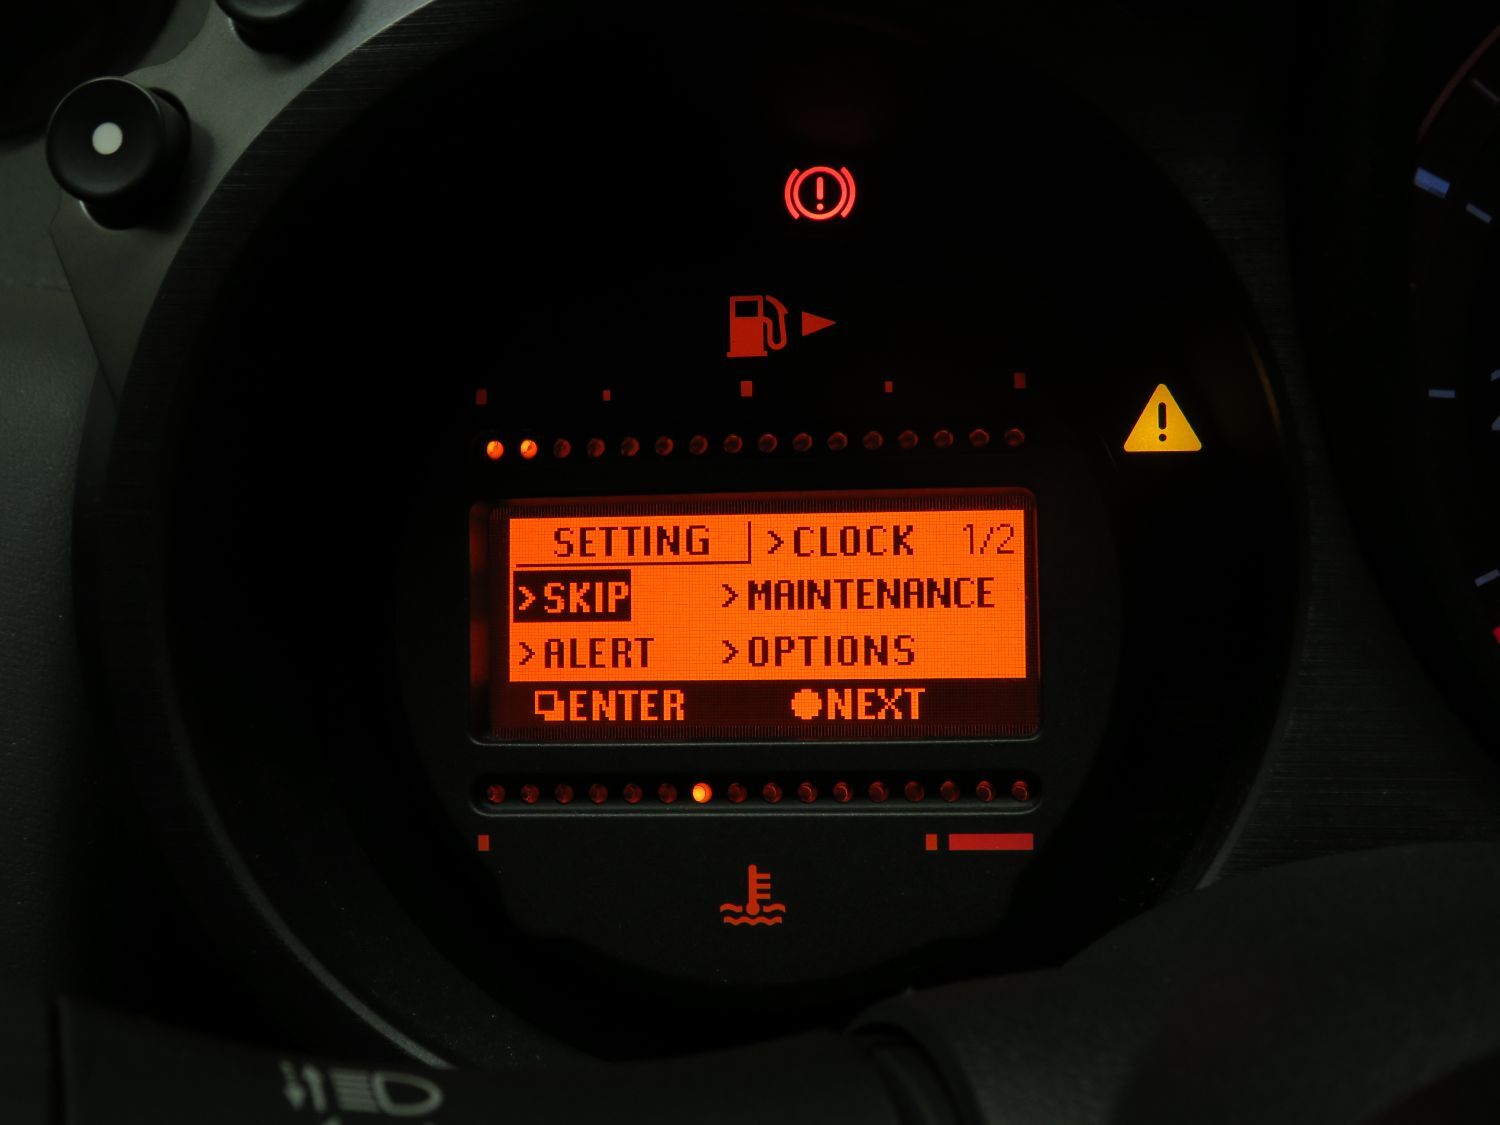 SETTING >CLOCK 1/2
>SKIP >MAINTENANCE
>ALERT >OPTIONS
ENTER NEXT